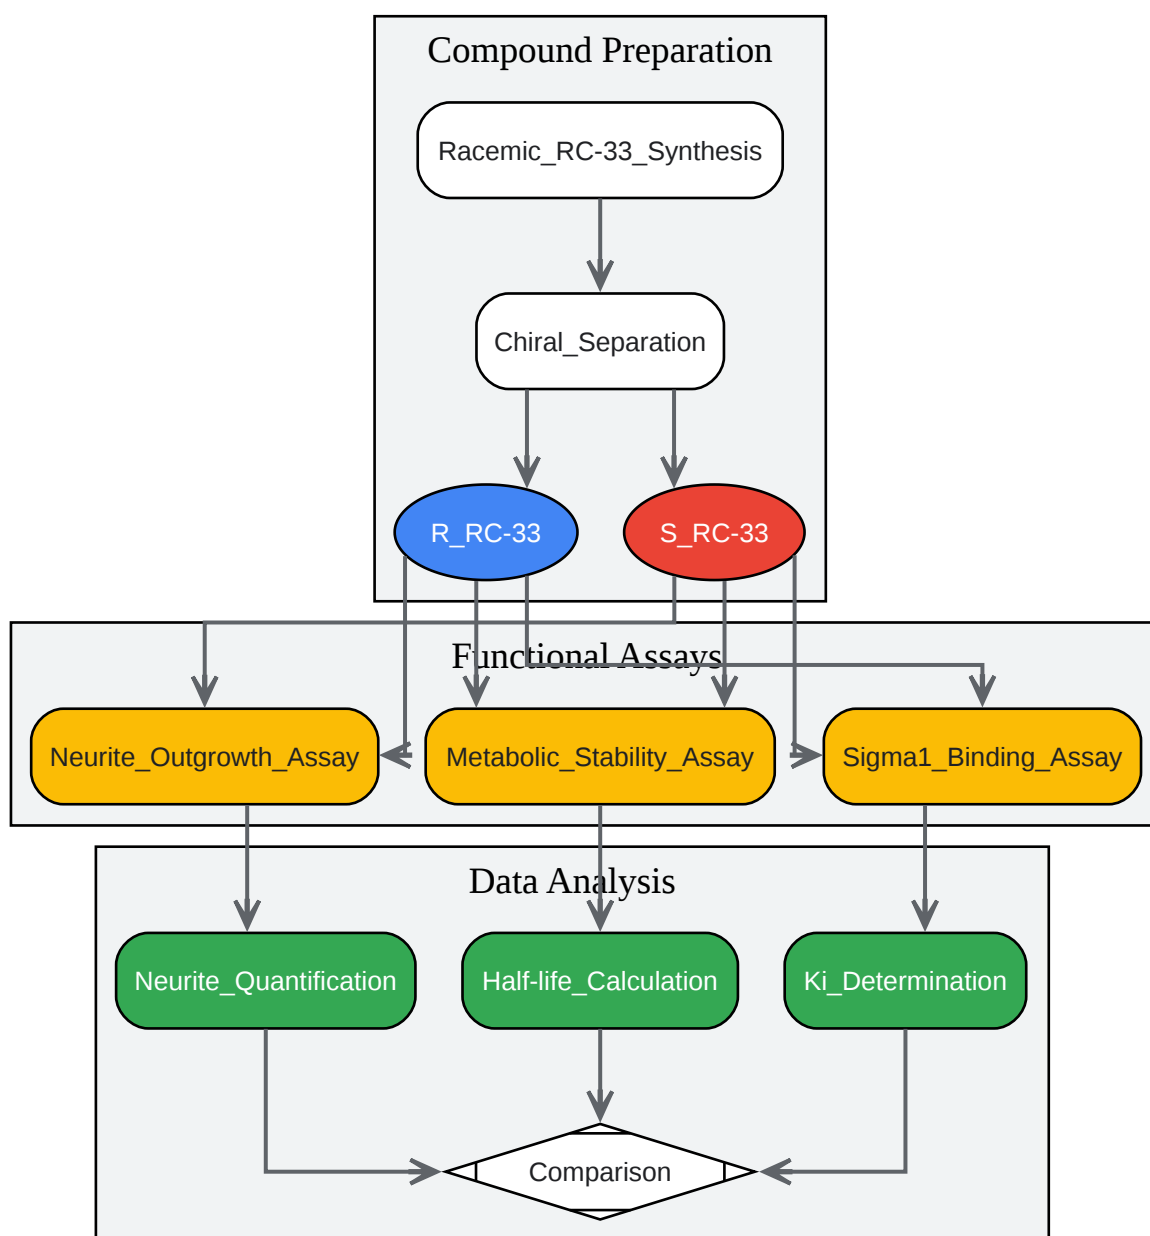 Compound Preparation
Racemic_RC-33_Synthesis
Chiral_Separation
R_RC-33
S_RC-33
Functional Assays
Neurite_Outgrowth_Assay
Metabolic_Stability_Assay
Sigma1_Binding_Assay
Data Analysis
Neurite_Quantification
Half-life_Calculation
Ki_Determination
Comparison